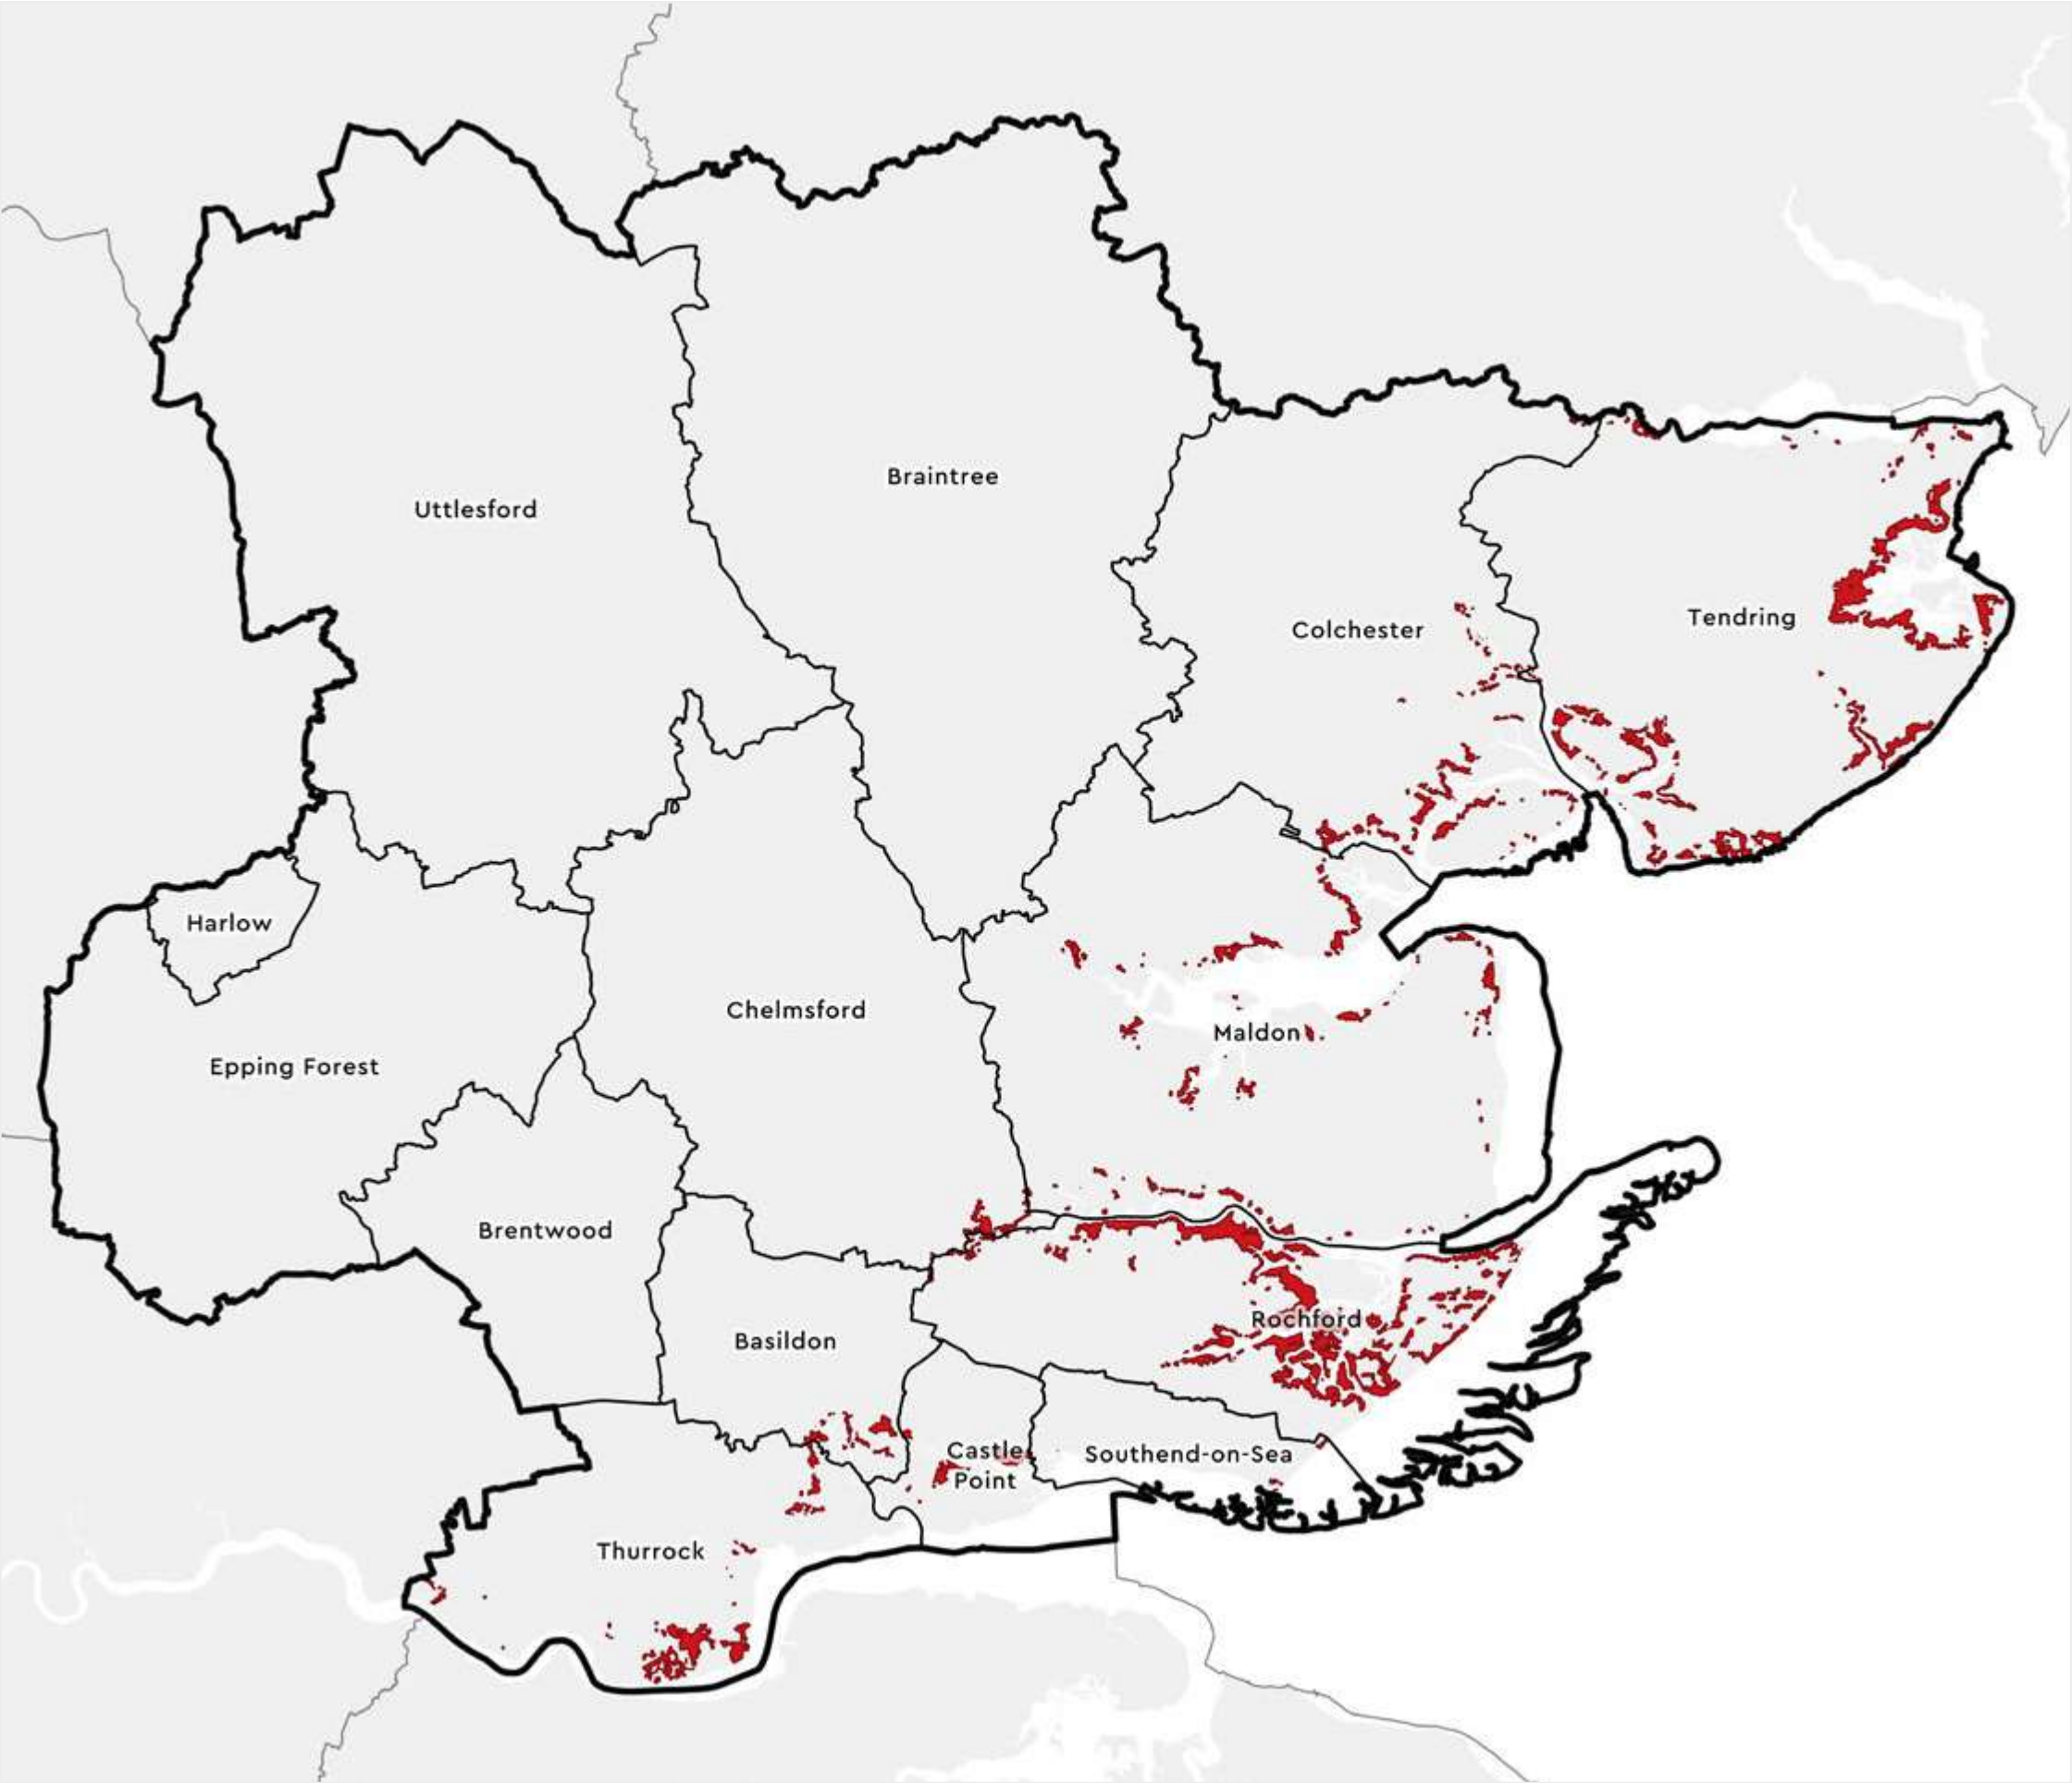 Braintree
Uttlesford
Tendring
Colchester
Harlow
Chelmsford
Maldon
Epping Forest
Brentwood
Rochford
Basildon
Castle
Point
Southend-on-Sea
Thurrock